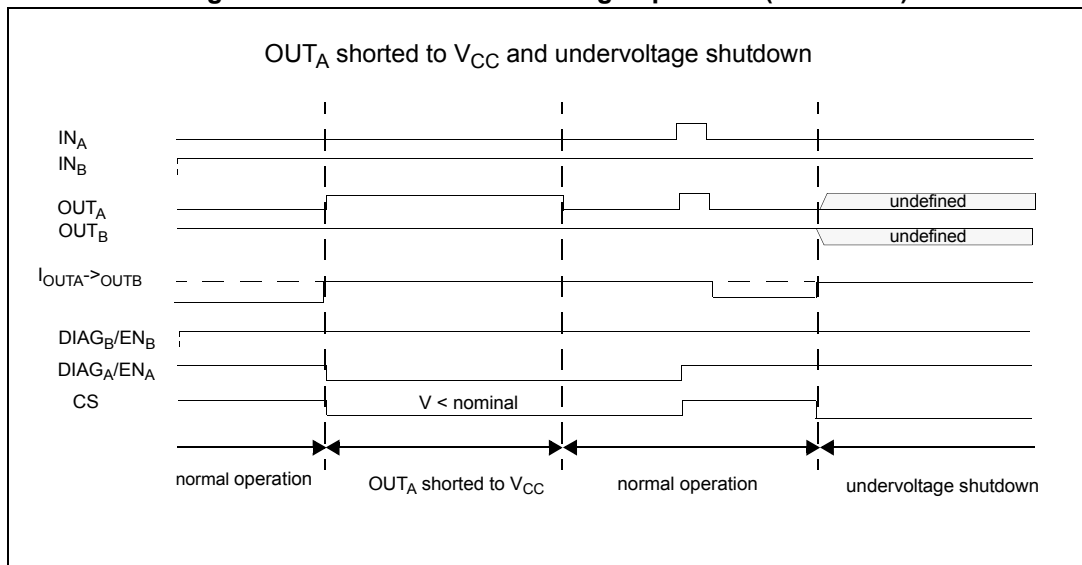 OUTA shorted to VCC and undervoltage shutdown
INA
INB
OUTA
undefined
OUTB
undefined
IOUTA->OUTB
DIAGB/ENB
DIAGA/ENA
CS
V < nominal
normal operation
OUTA shorted to VCC
normal operation
undervoltage shutdown